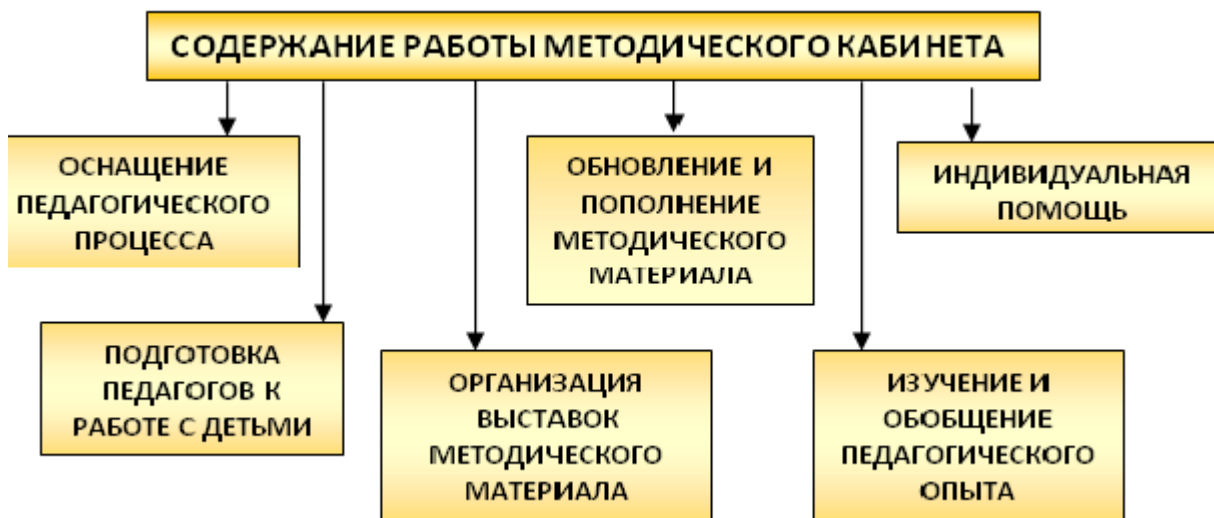 СОДЕРЖАНИЕ РАБОТЫ МЕТОДИЧЕСКОГО КАБИНЕТА
ОСНАЩЕНИЕ
ПЕДАГОГИЧЕСКОГО
ПРОЦЕССА
ОБНОВЛЕНИЕ И
ПОПОЛНЕНИЕ
МЕТОДИЧЕСКОГО
МАТЕРИАЛА
ИНДИВИДУАЛЬНАЯ
ПОМОЩЬ
ПОДГОТОВКА
ПЕДАГОГОВ К
РАБОТЕ С ДЕТЬМИ
ОРГАНИЗАЦИЯ
ВЫСТАВОК
МЕТОДИЧЕСКОГО
МАТЕРИАЛА
ИЗУЧЕНИЕ И
ОБОБЩЕНИЕ
ПЕДАГОГИЧЕСКОГО
ОПЫТА